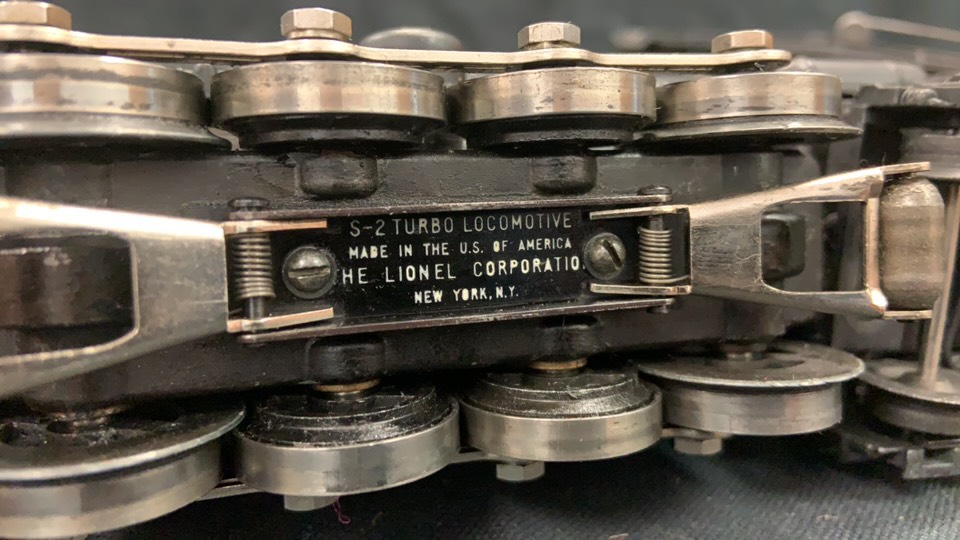 S-2 TURBO LOCOMOTIVE
MADE IN THE U.S. OF AMERICA
HE LIONEL CORPORATIO
NEW YORK, N.Y.